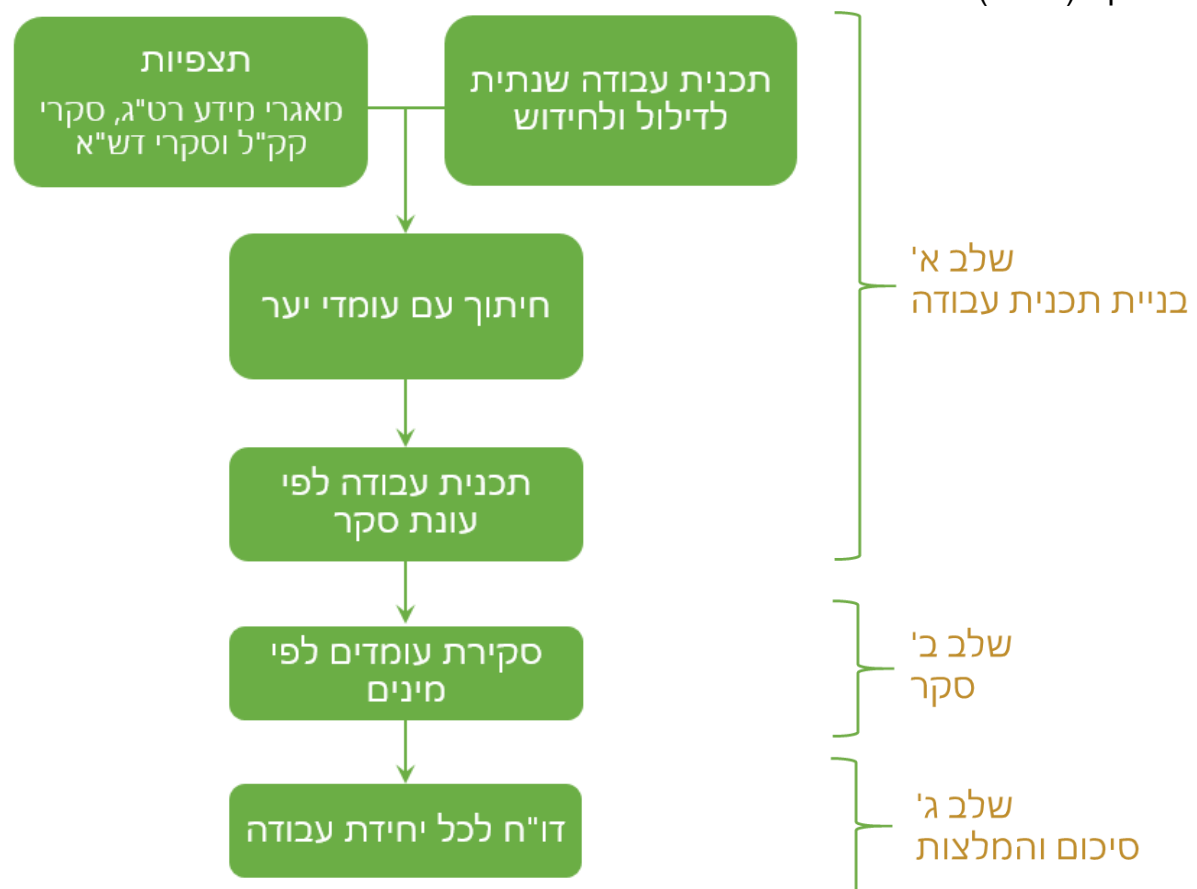 תכנית עבודה שנתית
לדילול ולחידוש
תצפיות
מאגרי מידע רט"ג, סקרי
קק"ל וסקרי דש"א
חיתוך עם עומדי יער
תכנית עבודה לפי
עונת סקר
שלב א'
בניית תכנית עבודה
סקירת עומדים לפי
מינים
שלב ב'
סקר
דו"ח לכל יחידת עבודה
שלב ג'
סיכום והמלצות